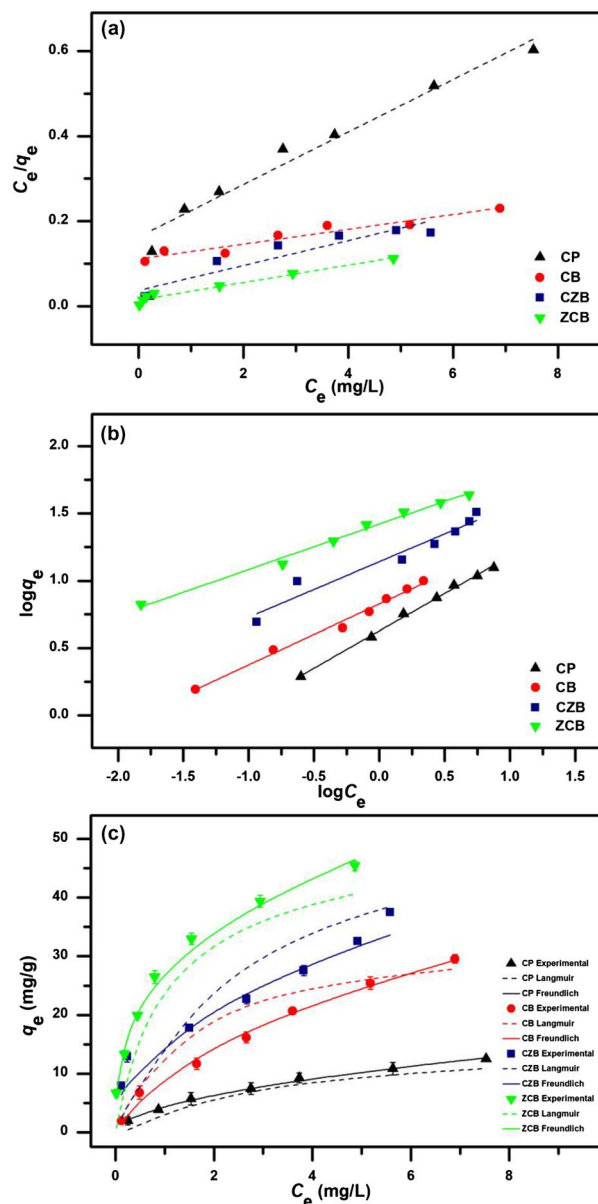 (a)
0.6
0.4
0.2
0.0
Ce/qe
CP
CB
CZB
ZCB
0 2 4 6 8
Ce (mg/L)
(b)
2.0
1.5
1.0
0.5
0.0
logqe
CP
CB
CZB
ZCB
-2.0 -1.5 -1.0 -0.5 0.0 0.5 1.0 1.5
logCe
(c)
50
40
30
20
10
0
qe (mg/g)
CP Experimental
CP Langmuir
CP Freundlich
CB Experimental
CB Langmuir
CB Freundlich
CZB Experimental
CZB Langmuir
CZB Freundlich
ZCB Experimental
ZCB Langmuir
ZCB Freundlich
0 2 4 6 8
Ce (mg/L)